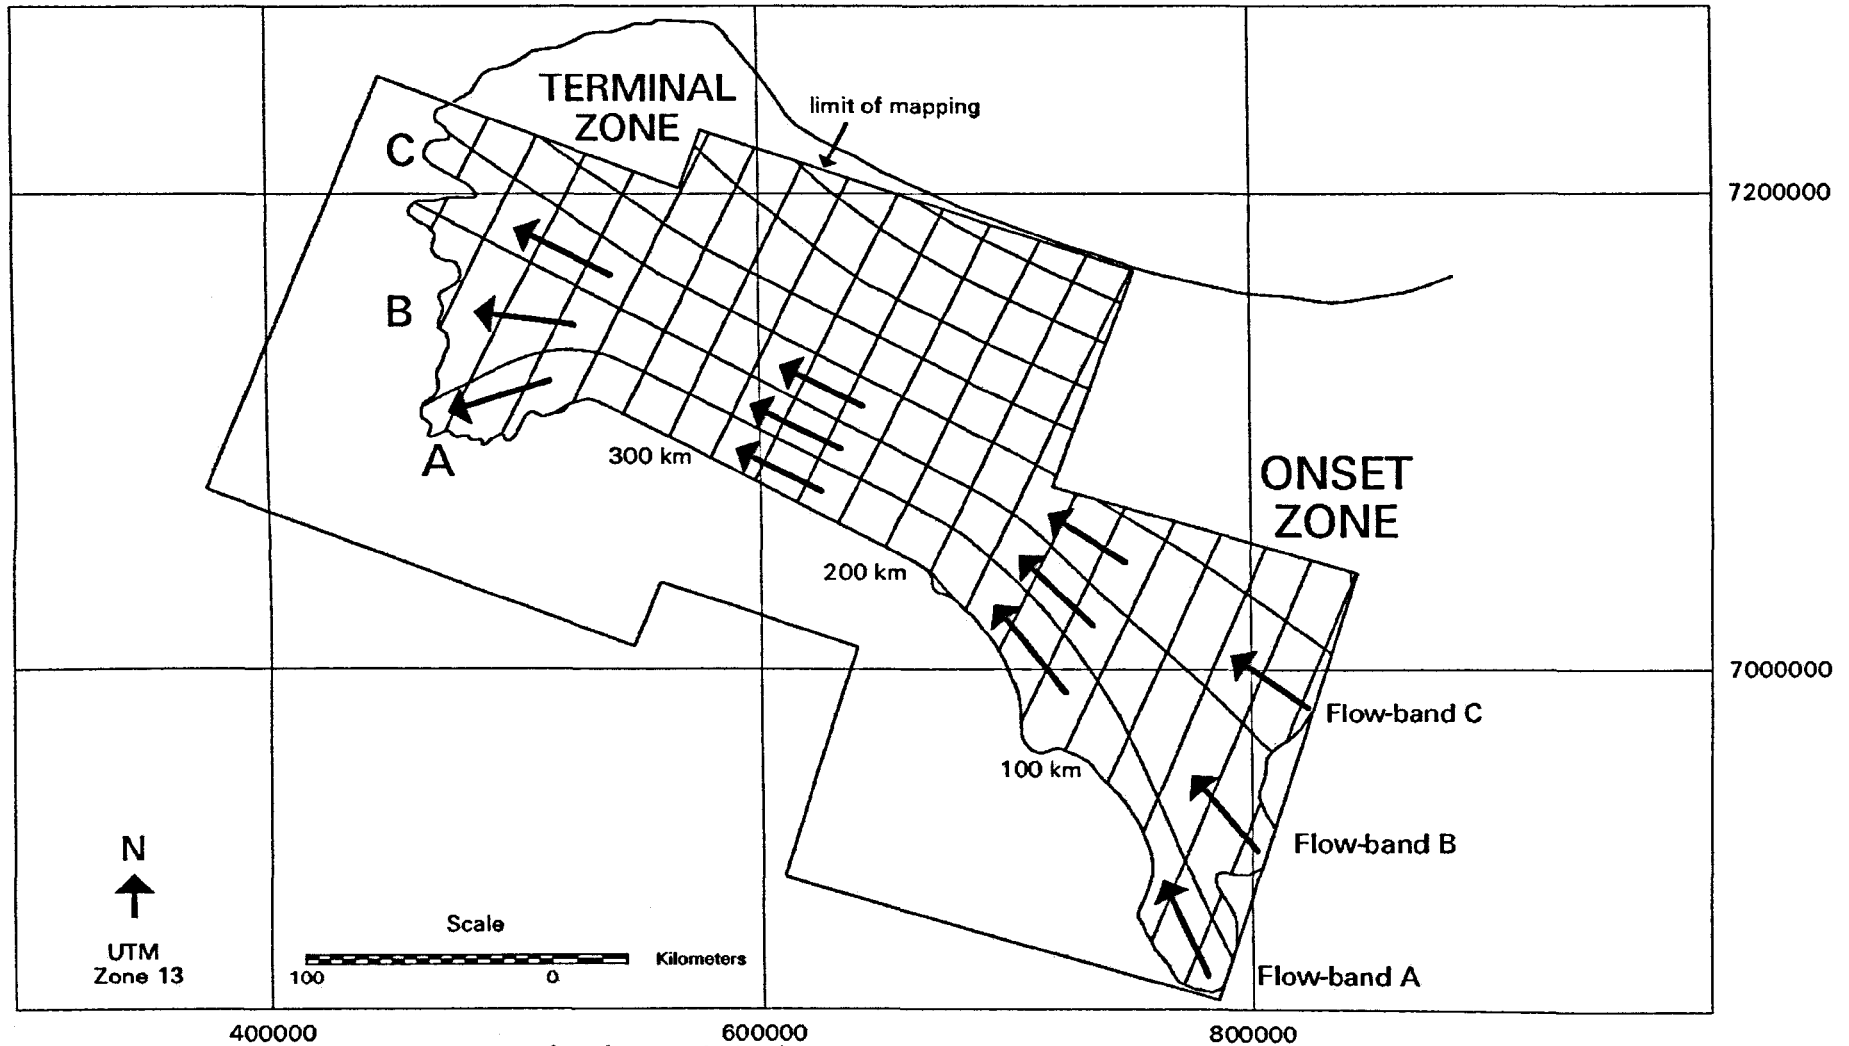 TERMINAL
ZONE
limit of mapping
C
7200000
B
A
300 km
ONSET
ZONE
200 km
7000000
Flow-band C
100 km
Flow-band B
N
UTM
Zone 13
Scale
Kilometers
100
0
Flow-band A
400000
600000
800000